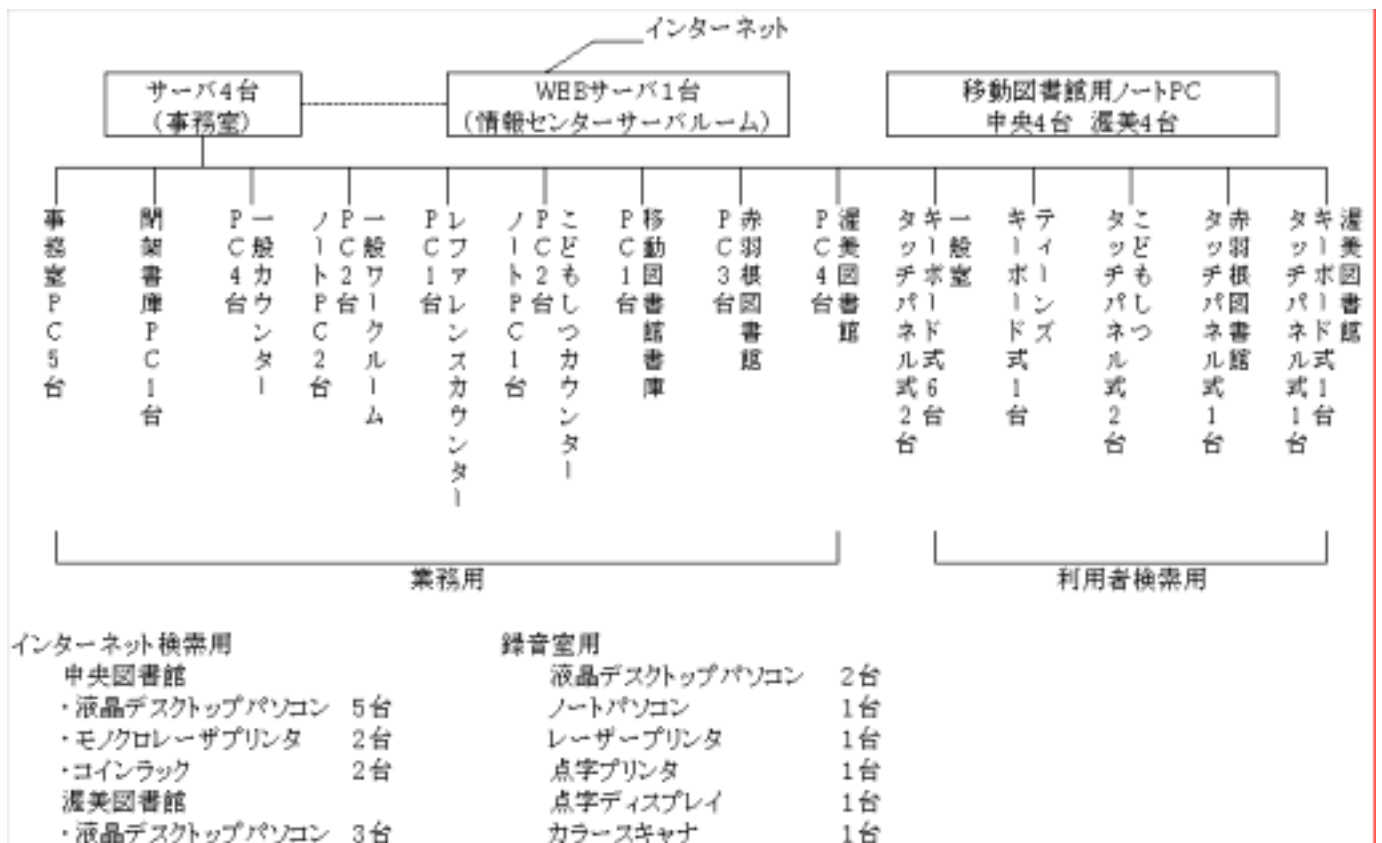 インターネット
サーバ4台
（事務室）
WEBサーバ1台
（情報センターサーバルーム）
移動図書館用ノートPC
中央4台 渥美4台
事務室PC5台
閉架書庫PC1台
一般カウンター
PC4台
一般ワークルーム
PC2台
ノートPC2台
レファレンスカウンター
PC1台
こどもしつカウンター
PC2台
ノートPC1台
移動図書館書庫
PC1台
赤羽根図書館
PC3台
渥美図書館
PC4台
一般室
キーボード式6台
タッチパネル式2台
ティーンズ
キーボード式1台
こどもしつ
タッチパネル式2台
赤羽根図書館
タッチパネル式1台
渥美図書館
キーボード式1台
タッチパネル式1台
業務用
利用者検索用
インターネット検索用
中央図書館
・液晶デスクトップパソコン 5台
・モノクロレーザプリンタ 2台
・コインラック 2台
渥美図書館
・液晶デスクトップパソコン 3台
録音室用
液晶デスクトップパソコン 2台
ノートパソコン 1台
レーザープリンタ 1台
点字プリンタ 1台
点字ディスプレイ 1台
カラースキャナ 1台